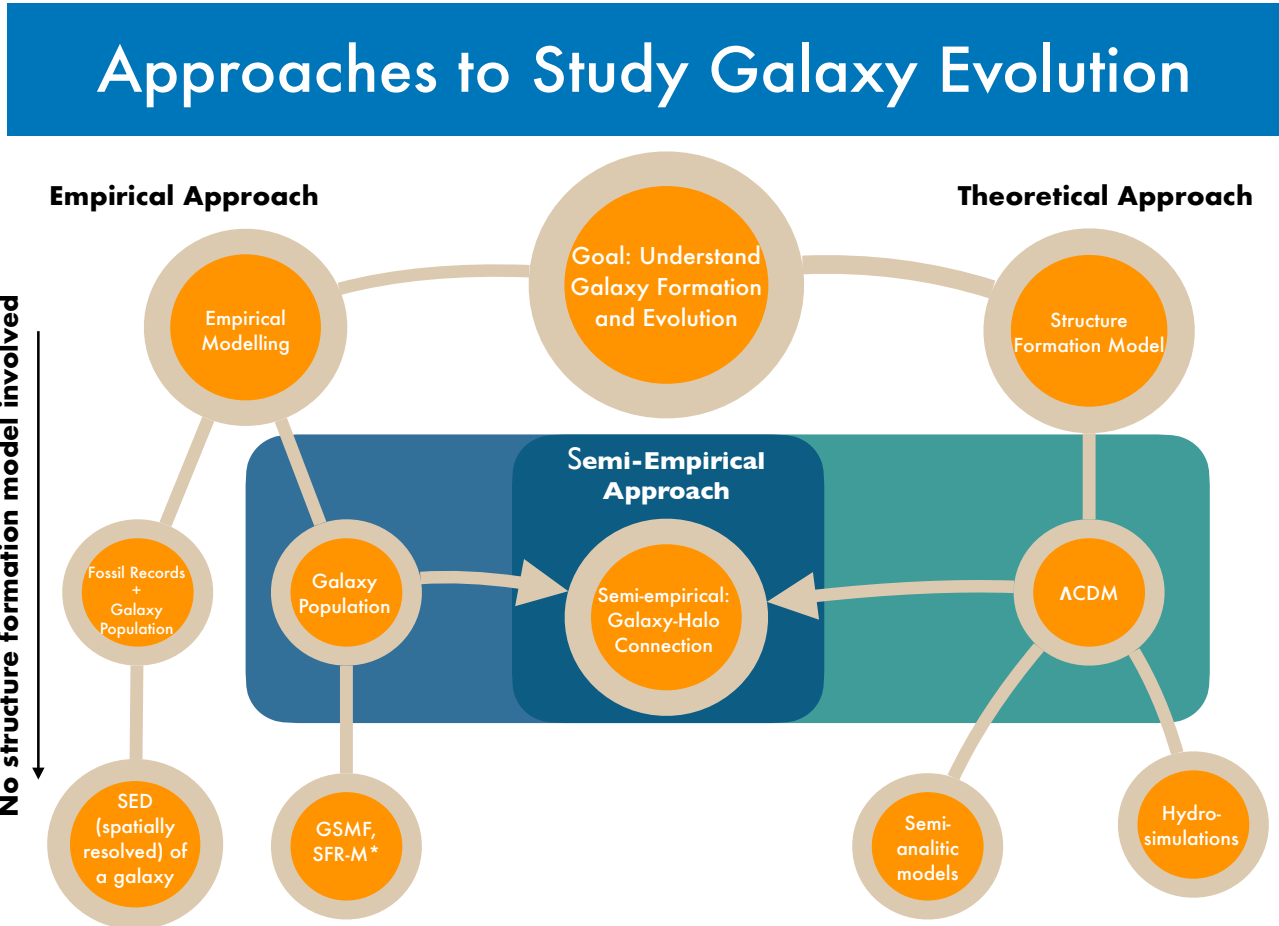 Approaches to Study Galaxy Evolution
Empirical Approach
Theoretical Approach
Goal: Understand
Galaxy Formation
and Evolution
Empirical
Modelling
Structure
Formation Model
No structure formation model involved
Semi-Empirical
Approach
Fossil Records
+
Galaxy
Population
Galaxy
Population
Semi-empirical:
Galaxy-Halo
Connection
ΛCDM
SED
(spatially
resolved) of
a galaxy
GSMF,
SFR-M*
Semi-
analitic
models
Hydro-
simulations